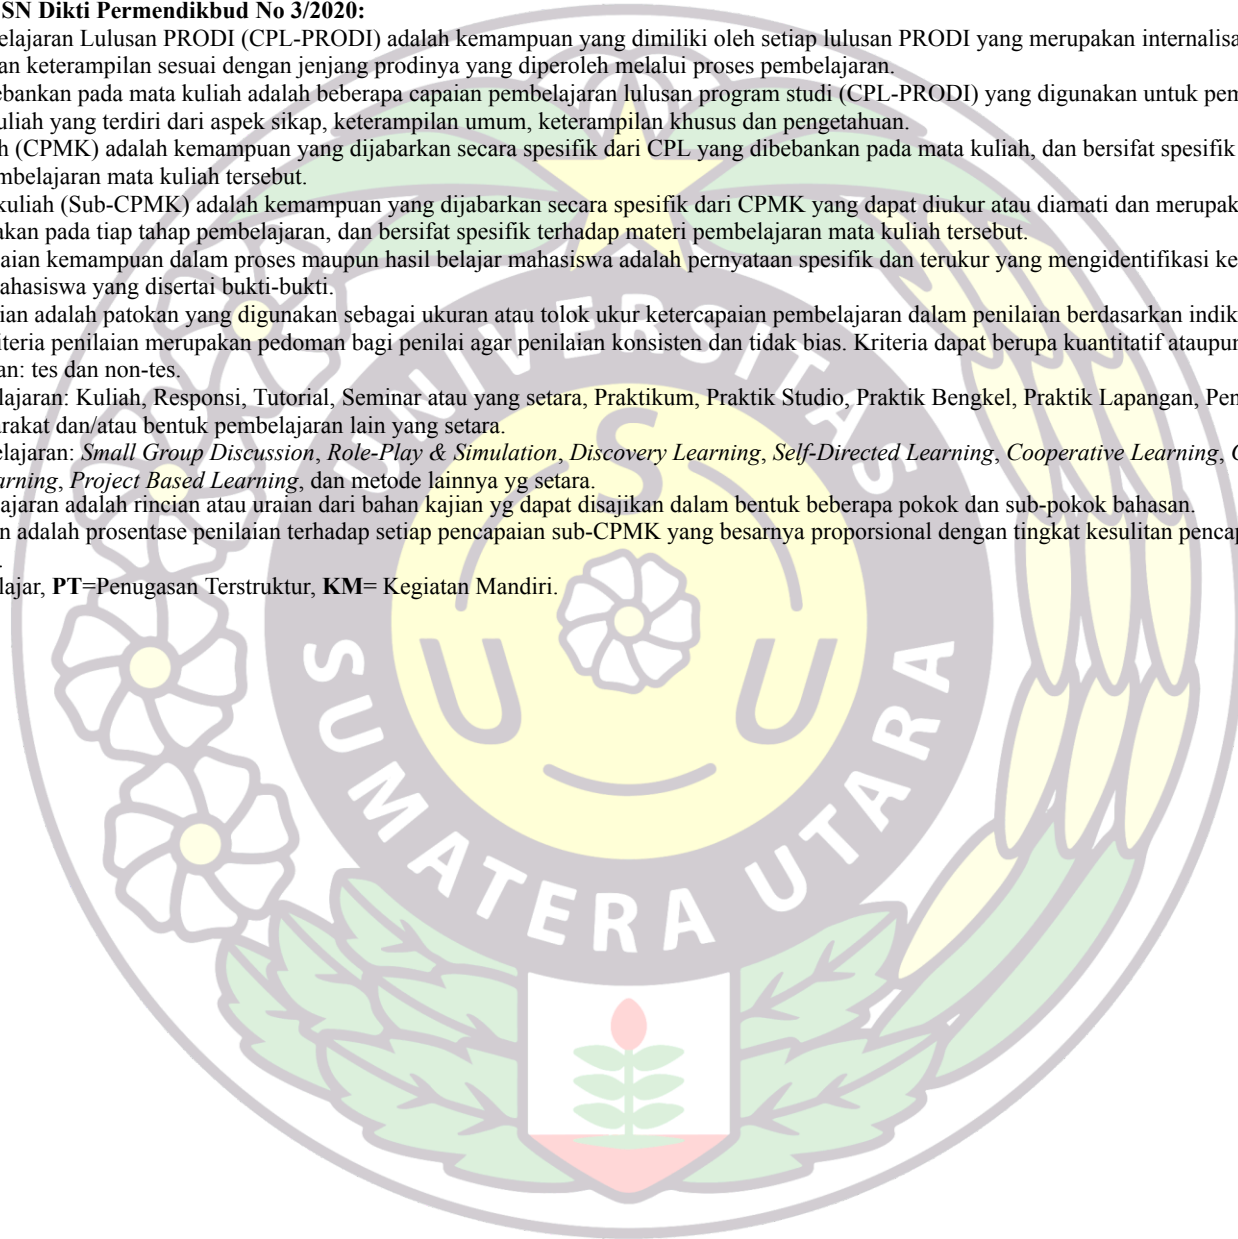 SN Dikti Permendikbud No 3/2020:
elajaran Lulusan PRODI (CPL-PRODI) adalah kemampuan yang dimiliki oleh setiap lulusan PRODI yang merupakan internalisa
an keterampilan sesuai dengan jenjang prodinya yang diperoleh melalui proses pembelajaran.
ebankan pada mata kuliah adalah beberapa capaian pembelajaran lulusan program studi (CPL-PRODI) yang digunakan untuk pem
uliah yang terdiri dari aspek sikap, keterampilan umum, keterampilan khusus dan pengetahuan.
h (CPMK) adalah kemampuan yang dijabarkan secara spesifik dari CPL yang dibebankan pada mata kuliah, dan bersifat spesifik
mbelajaran mata kuliah tersebut.
kuliah (Sub-CPMK) adalah kemampuan yang dijabarkan secara spesifik dari CPMK yang dapat diukur atau diamati dan merupak
akan pada tiap tahap pembelajaran, dan bersifat spesifik terhadap materi pembelajaran mata kuliah tersebut.
aian kemampuan dalam proses maupun hasil belajar mahasiswa adalah pernyataan spesifik dan terukur yang mengidentifikasi ke
ahasiswa yang disertai bukti-bukti.
ian adalah patokan yang digunakan sebagai ukuran atau tolok ukur ketercapaian pembelajaran dalam penilaian berdasarkan indik
iteria penilaian merupakan pedoman bagi penilai agar penilaian konsisten dan tidak bias. Kriteria dapat berupa kuantitatif ataupun
an: tes dan non-tes.
lajaran: Kuliah, Responsi, Tutorial, Seminar atau yang setara, Praktikum, Praktik Studio, Praktik Bengkel, Praktik Lapangan, Pen
arakat dan/atau bentuk pembelajaran lain yang setara.
elajaran: Small Group Discussion, Role-Play & Simulation, Discovery Learning, Self-Directed Learning, Cooperative Learning, C
arning, Project Based Learning, dan metode lainnya yg setara.
ajaran adalah rincian atau uraian dari bahan kajian yg dapat disajikan dalam bentuk beberapa pokok dan sub-pokok bahasan.
n adalah prosentase penilaian terhadap setiap pencapaian sub-CPMK yang besarnya proporsional dengan tingkat kesulitan pencap
.
lajar, PT=Penugasan Terstruktur, KM= Kegiatan Mandiri.
UNIVERSITAS
S
U U
SUMATERA UTARA